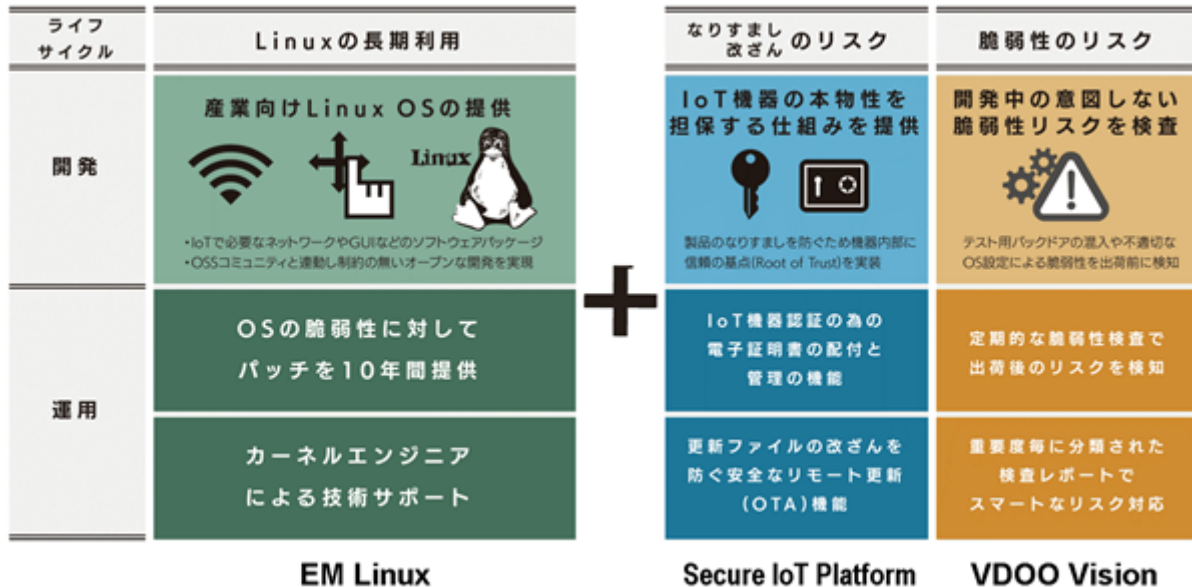 ライフ
サイクル
Linuxの長期利用
なりすまし
改ざん のリスク
脆弱性のリスク
開発
産業向けLinux OSの提供
Linux
・IoTで必要なネットワークやGUIなどのソフトウェアパッケージ
・OSSコミュニティと連動し制約の無いオープンな開発を実現
IoT機器の本物性を
担保する仕組みを提供
製品のなりすましを防ぐため機器内部に
信頼の基点(Root of Trust)を実装
開発中の意図しない
脆弱性リスクを検査
テスト用バックドアの混入や不適切な
OS設定による脆弱性を出荷前に検知
運用
OSの脆弱性に対して
パッチを10年間提供
カーネルエンジニア
による技術サポート
IoT機器認証の為の
電子証明書の配付と
管理の機能
更新ファイルの改ざんを
防ぐ安全なリモート更新
(OTA)機能
定期的な脆弱性検査で
出荷後のリスクを検知
重要度毎に分類された
検査レポートで
スマートなリスク対応
EM Linux
Secure IoT Platform
VDOO Vision